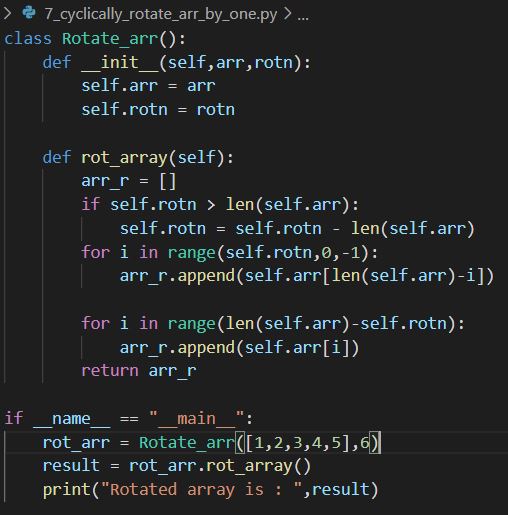 > 7_cyclically_rotate_arr_by_one.py > ...
class Rotate_arr():
    def __init__(self,arr,rotn):
        self.arr = arr
        self.rotn = rotn

    def rot_array(self):
        arr_r = []
        if self.rotn > len(self.arr):
            self.rotn = self.rotn - len(self.arr)
        for i in range(self.rotn,0,-1):
            arr_r.append(self.arr[len(self.arr)-i])

        for i in range(len(self.arr)-self.rotn):
            arr_r.append(self.arr[i])
        return arr_r

if __name__ == "__main__":
    rot_arr = Rotate_arr([1,2,3,4,5],6)
    result = rot_arr.rot_array()
    print("Rotated array is : ",result)